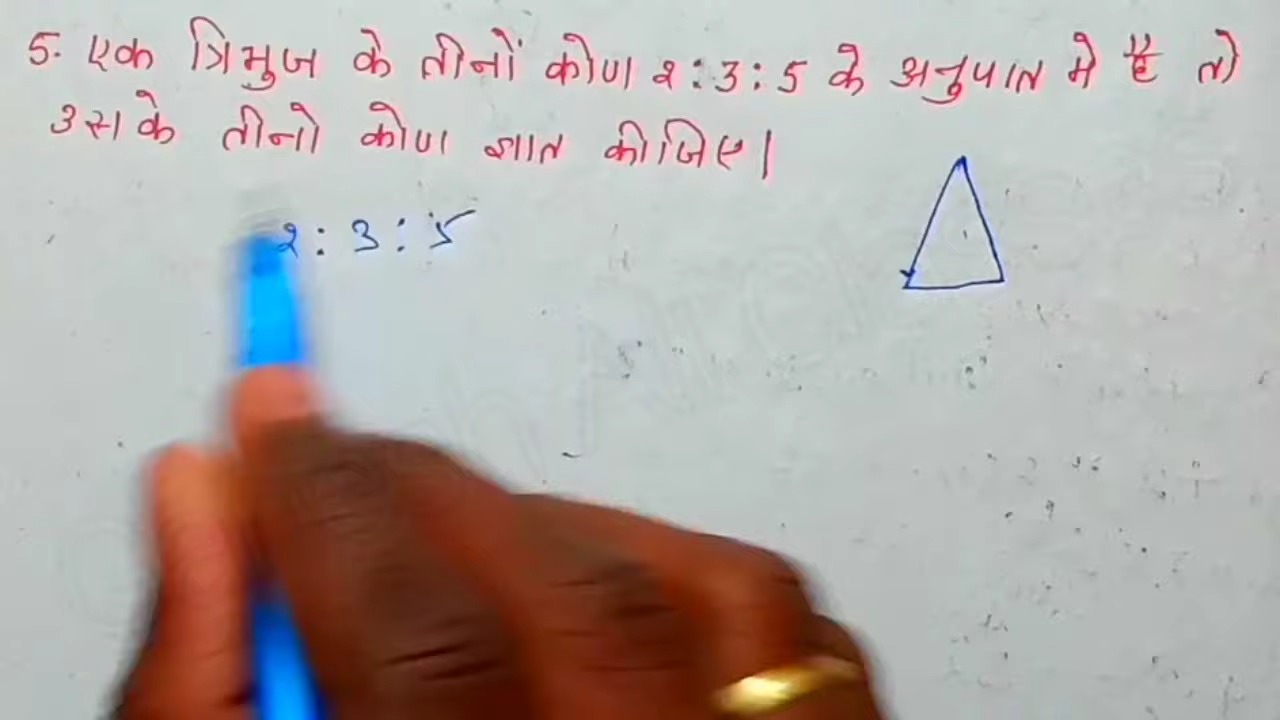 5. एक त्रिभुज के तीनों कोण 2 : 3 : 5 के अनुपात मे है तो
उसके तीनो कोण ज्ञात कीजिए।
2 : 3 : 5